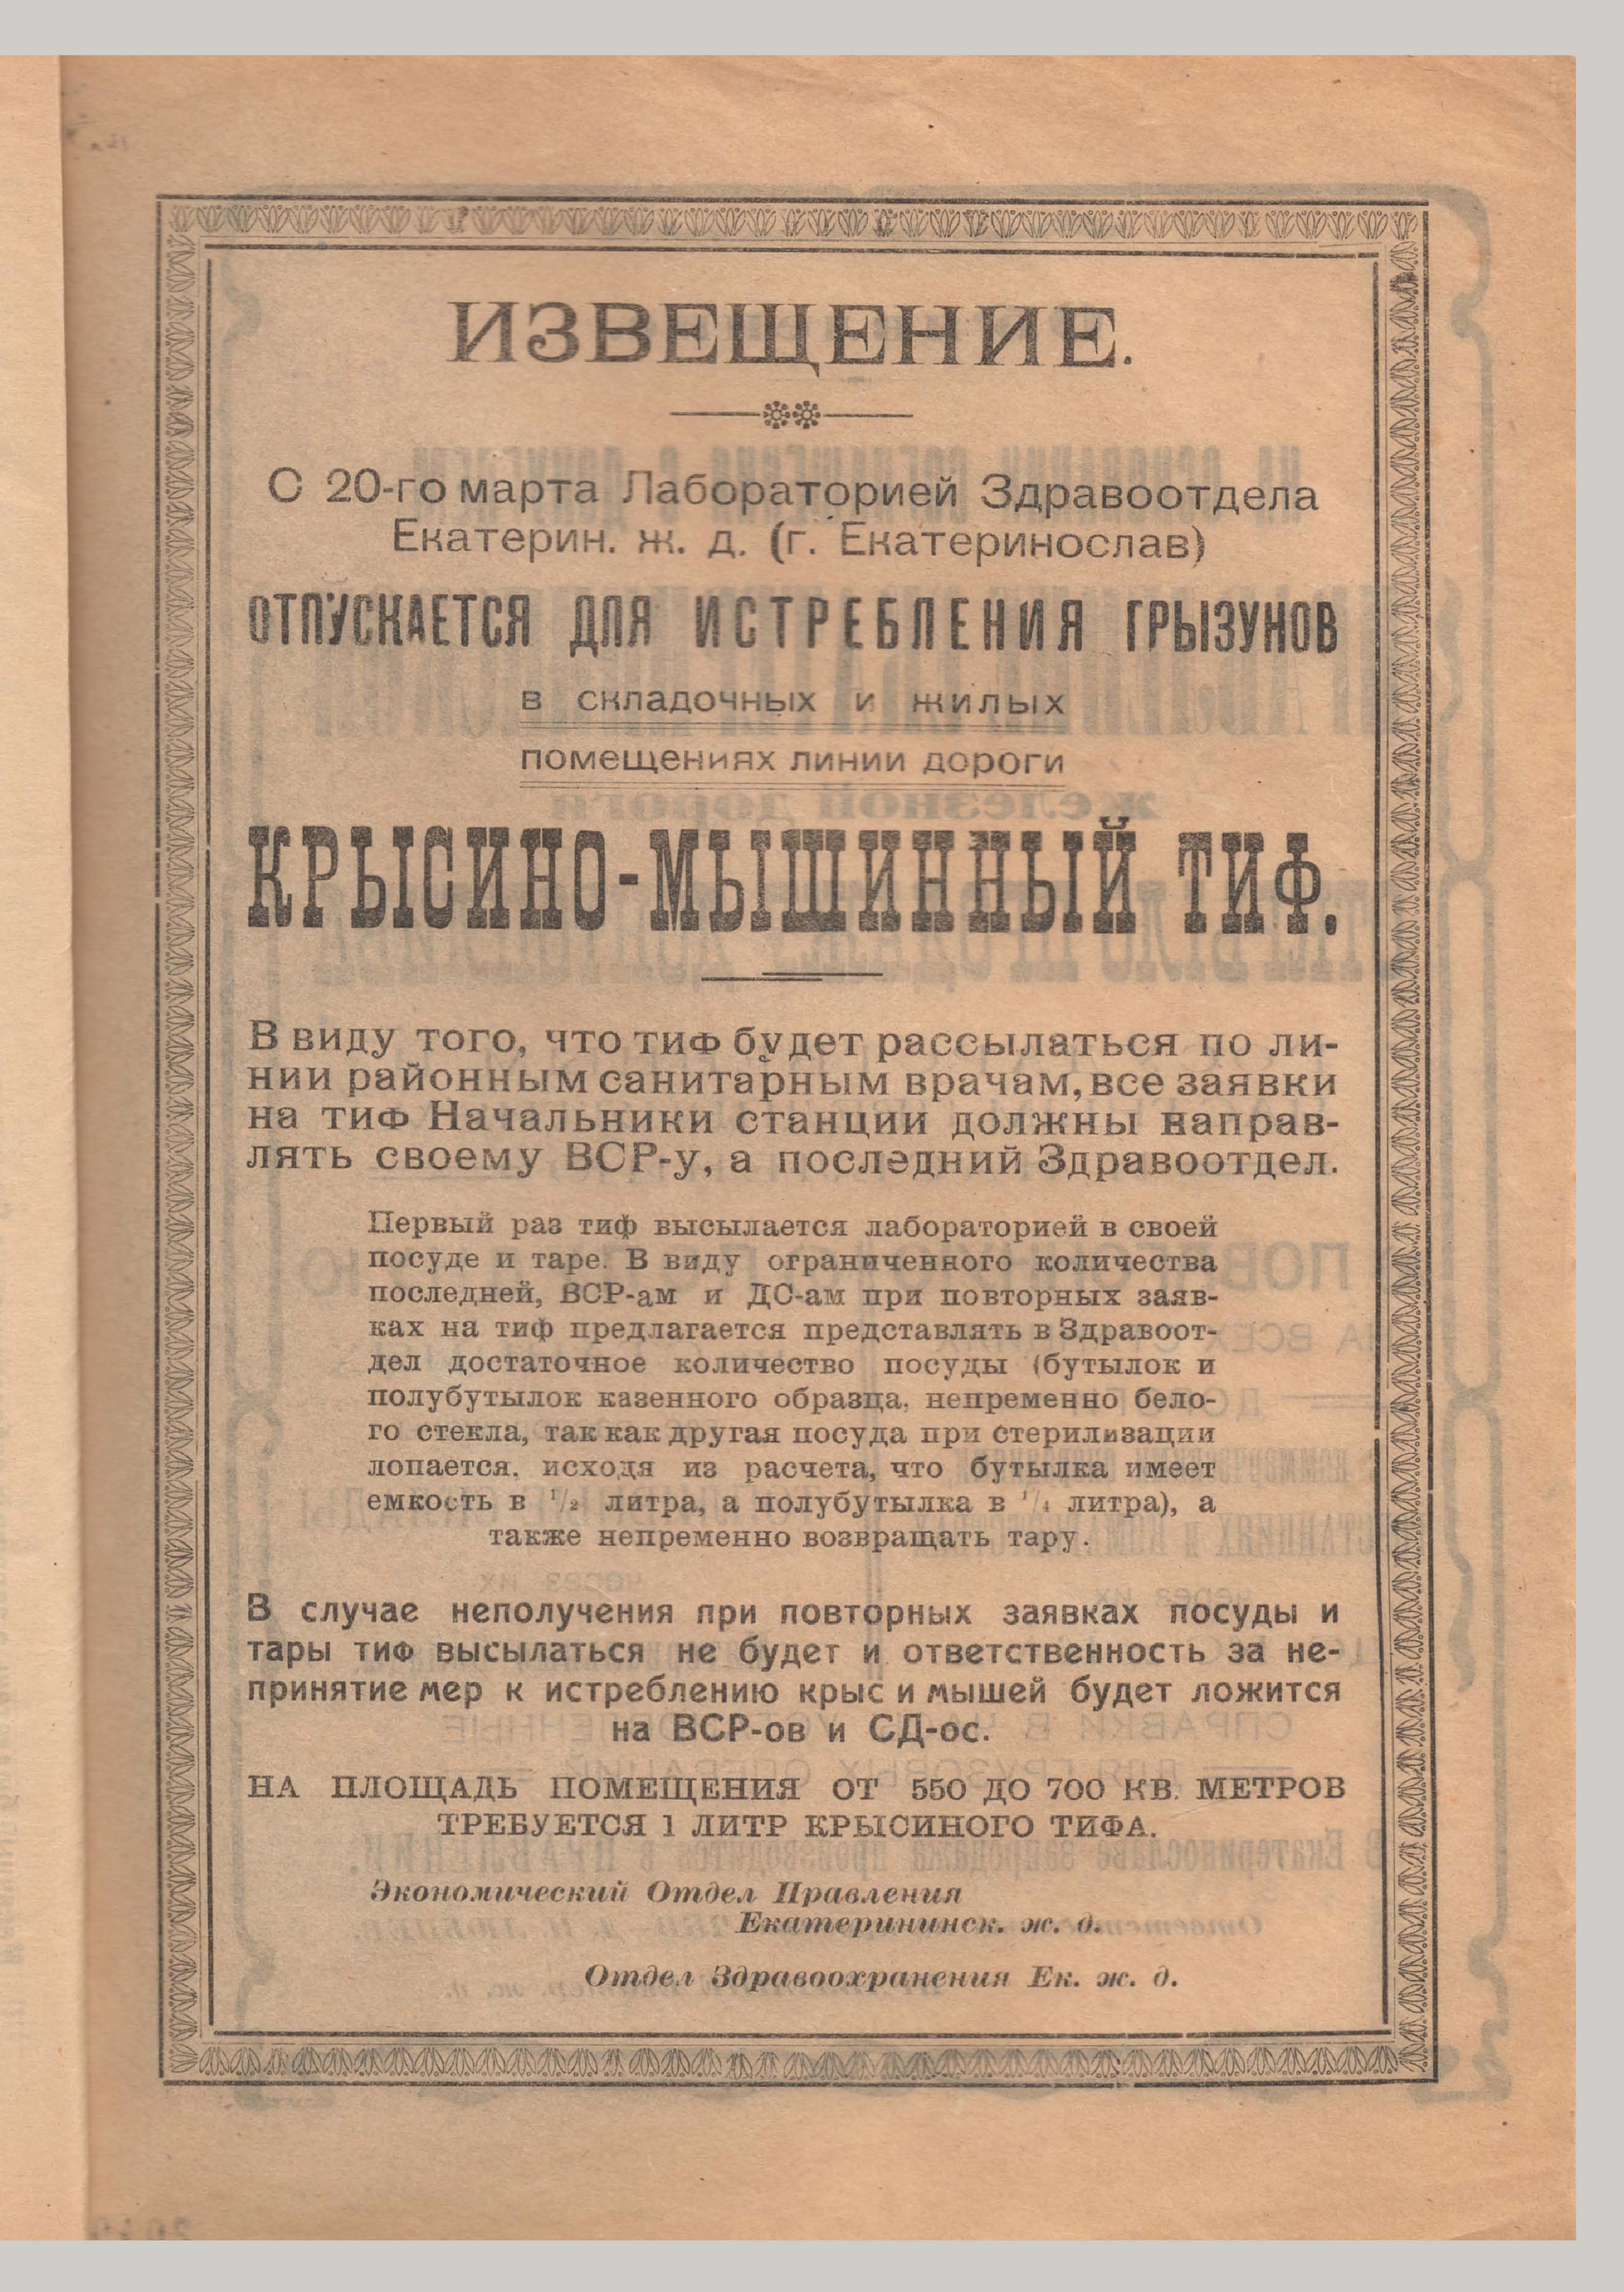 ИЗВЕЩЕНИЕ.
С 20-го марта Лабораторией Здравоотдела
Екатерин. ж. д. (г. Екатеринослав)
ОТПУСКАЕТСЯ ДЛЯ ИСТРЕБЛЕНИЯ ГРЫЗУНОВ
в складочных и жилых
помещениях линии дороги
КРЫСИНО-МЫШИННЫЙ ТИФ.
В виду того, что тиф будет рассылаться по ли-
нии районным санитарным врачам, все заявки
на тиф Начальники станции должны направ-
лять своему ВСР-у, а последний Здравоотдел.
Первый раз тиф высылается лабораторией в своей
посуде и таре. В виду ограниченного количества
последней, ВСР-ам и ДС-ам при повторных заяв-
ках на тиф предлагается представлять в Здравоот-
дел достаточное количество посуды (бутылок и
полубутылок казенного образца, непременно бело-
го стекла, так как другая посуда при стерилизации
лопается, исходя из расчета, что бутылка имеет
емкость в 1/2 литра, а полубутылка в 1/4 литра), а
также непременно возвращать тару.
В случае неполучения при повторных заявках посуды и
тары тиф высылаться не будет и ответственность за не-
принятие мер к истреблению крыс и мышей будет ложится
на ВСР-ов и СД-ос.
НА ПЛОЩАДЬ ПОМЕЩЕНИЯ ОТ 550 ДО 700 КВ. МЕТРОВ
ТРЕБУЕТСЯ 1 ЛИТР КРЫСИНОГО ТИФА.
Экономический Отдел Правления
Екатерининск. ж. д.
Отдел Здравоохранения Ек. ж. д.